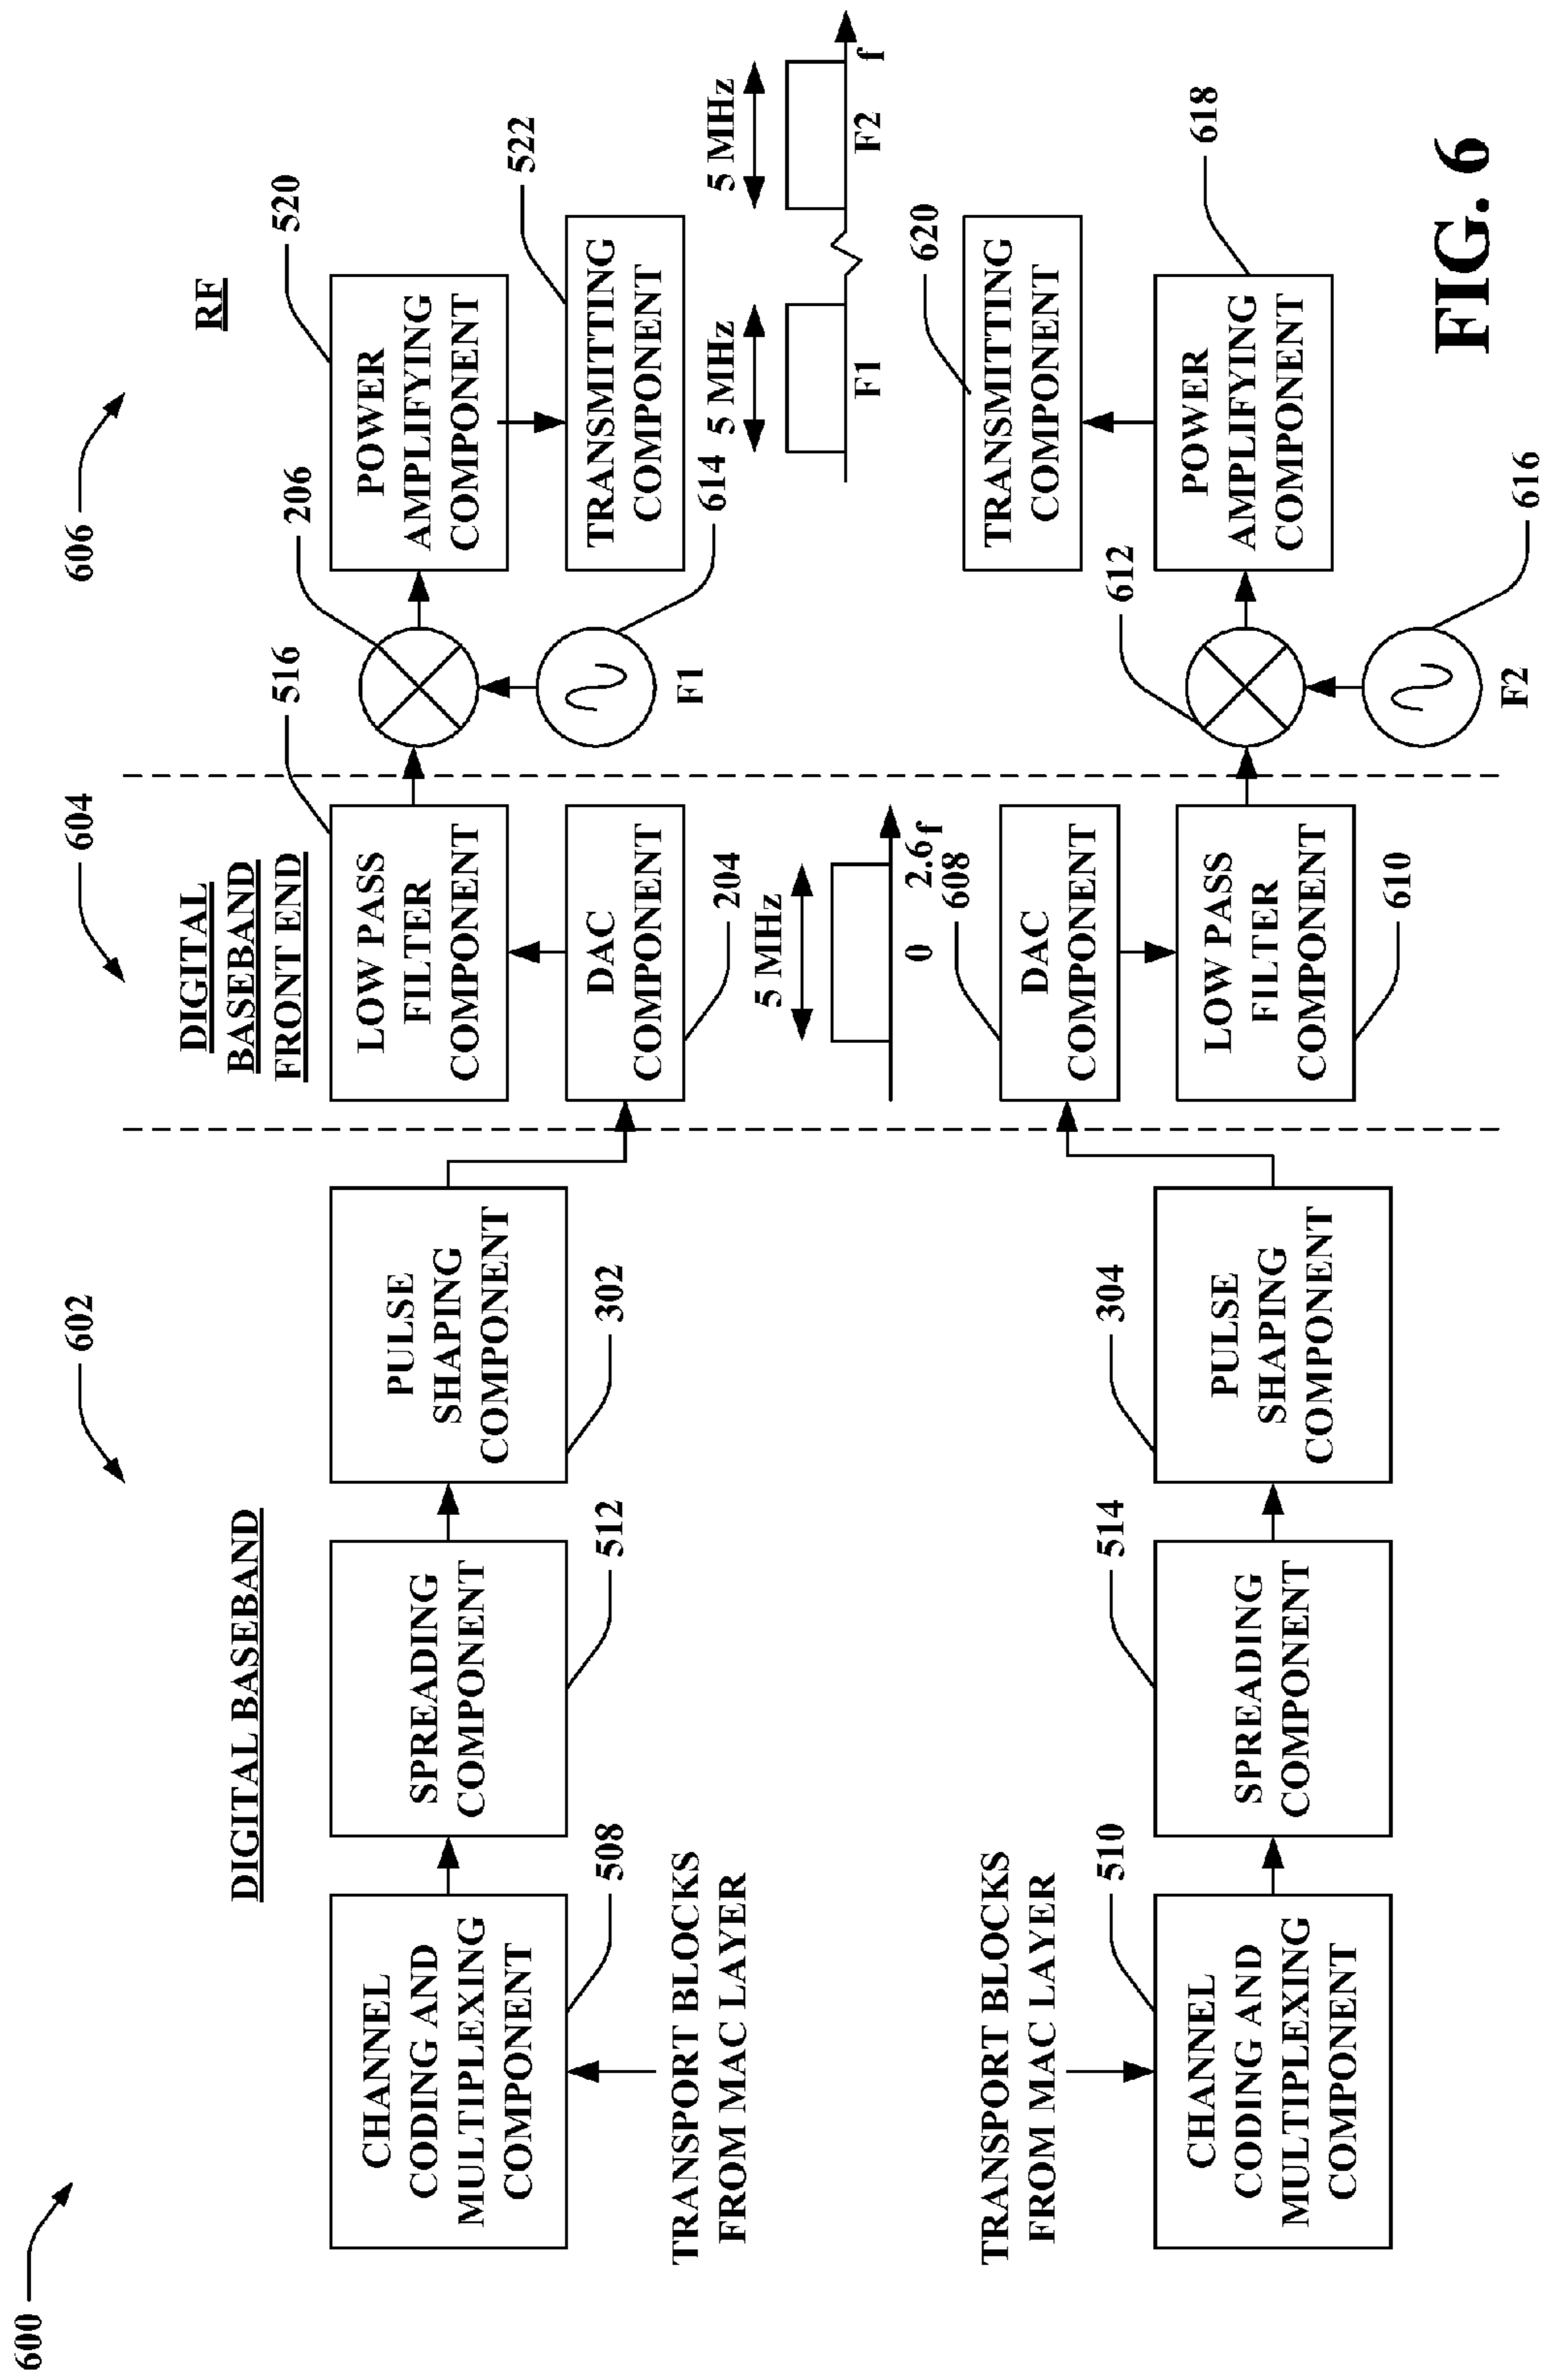 600
602
604
606
DIGITAL BASEBAND
DIGITAL
BASEBAND
FRONT END
RF
CHANNEL
CODING AND
MULTIPLEXING
COMPONENT
508
TRANSPORT BLOCKS
FROM MAC LAYER
SPREADING
COMPONENT
512
PULSE
SHAPING
COMPONENT
302
LOW PASS
FILTER
COMPONENT
516
DAC
COMPONENT
204
206
614
F1
POWER
AMPLIFYING
COMPONENT
520
TRANSMITTING
COMPONENT
522
5 MHz
0
2.6
f
5 MHz
5 MHz
F1
F2
f
TRANSPORT BLOCKS
FROM MAC LAYER
510
CHANNEL
CODING AND
MULTIPLEXING
COMPONENT
514
SPREADING
COMPONENT
304
PULSE
SHAPING
COMPONENT
608
DAC
COMPONENT
LOW PASS
FILTER
COMPONENT
610
612
616
F2
620
TRANSMITTING
COMPONENT
618
POWER
AMPLIFYING
COMPONENT
FIG. 6